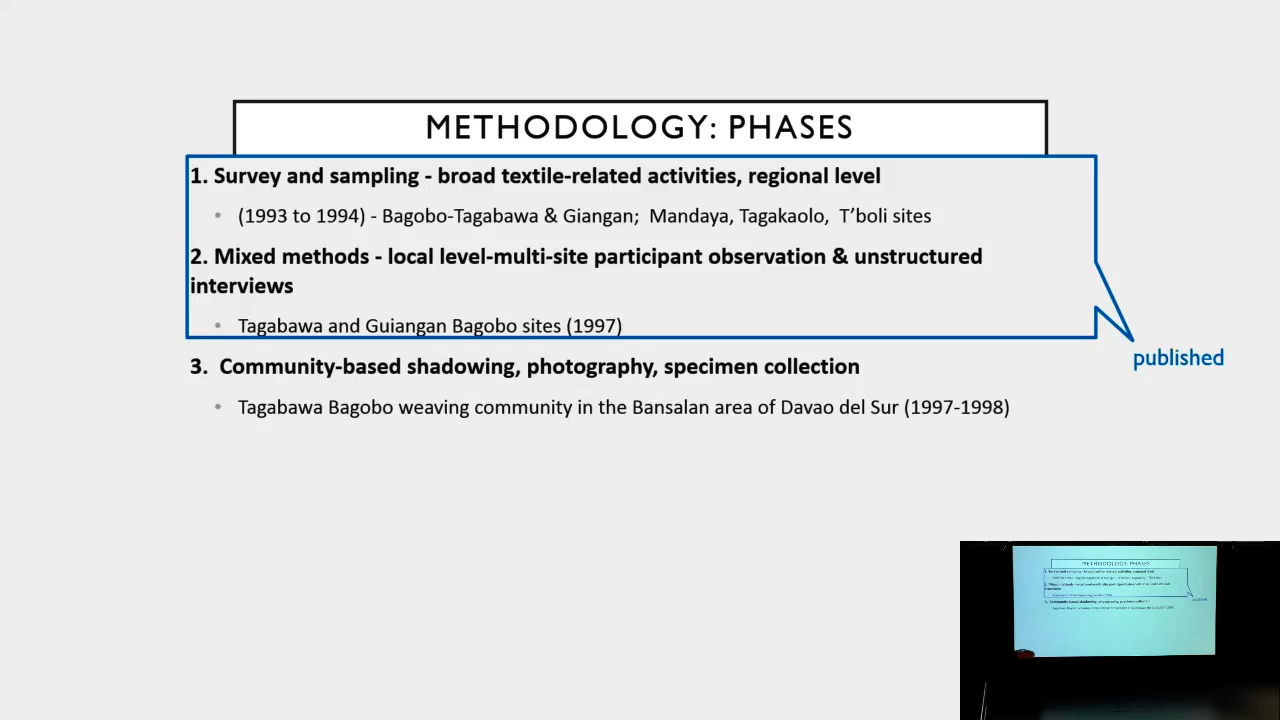 METHODOLOGY: PHASES
1. Survey and sampling - broad textile-related activities, regional level
• (1993 to 1994) - Bagobo-Tagabawa & Giangan; Mandaya, Tagakaolo, T’boli sites
2. Mixed methods - local level-multi-site participant observation & unstructured
interviews
• Tagabawa and Guiangan Bagobo sites (1997)
published
3. Community-based shadowing, photography, specimen collection
• Tagabawa Bagobo weaving community in the Bansalan area of Davao del Sur (1997-1998)
METHODOLOGY: PHASES